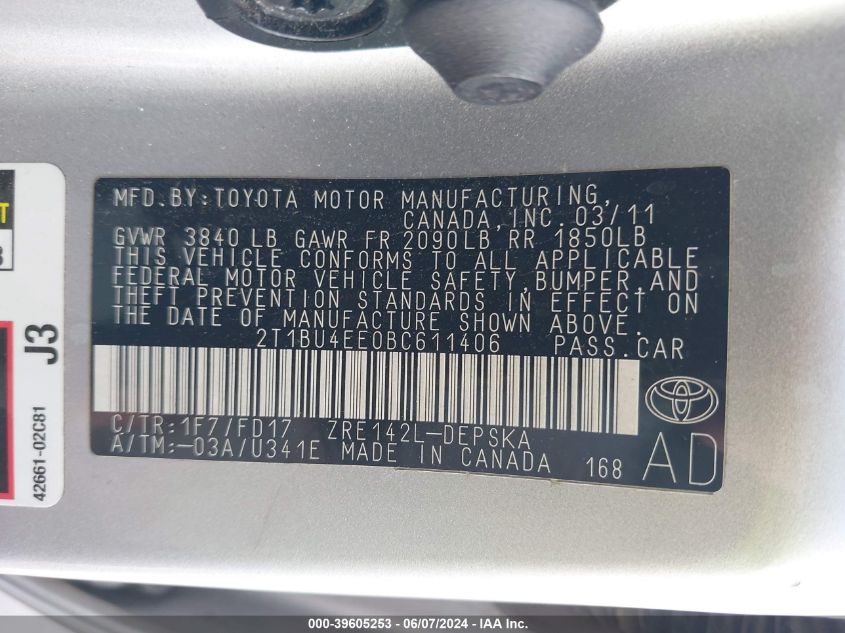 MFD. BY: TOYOTA MOTOR MANUFACTURING,
CANADA, INC. 03/11
GVWR 3840 LB GAWR FR 2090LB RR 1850LB
THIS VEHICLE CONFORMS TO ALL APPLICABLE
FEDERAL MOTOR VEHICLE SAFETY, BUMPER, AND
THEFT PREVENTION STANDARDS IN EFFECT ON
THE DATE OF MANUFACTURE SHOWN ABOVE.
2T1BU4EE0BC611406 PASS. CAR
C/TR: 1F7/FD17 ZRE142L-DEPSKA
A/TM: -03A/U341E MADE IN CANADA 168 AD
J3
42661-02C81
000-39605253 - 06/07/2024 - IAAI.com